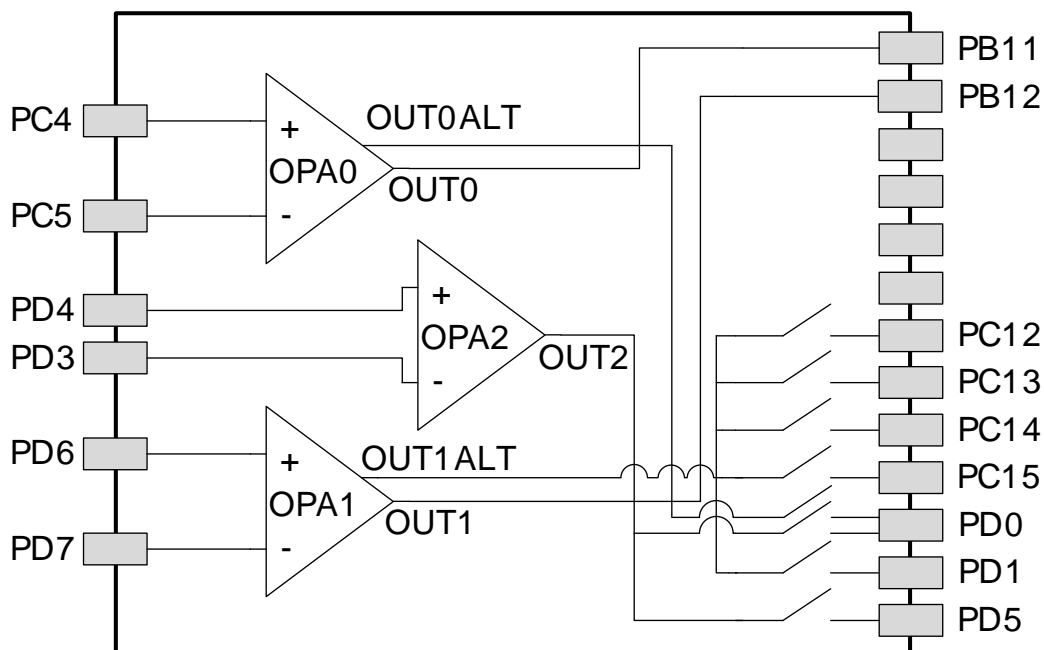 PB11
PC4
PB12
OUT0ALT
+
OPA0
OUT0
PC5
-
PD4
+
PC12
OPA2
OUT2
PD3
-
PC13
PC14
PD6
+
OUT1ALT
PC15
OPA1
OUT1
PD0
PD7
-
PD1
PD5